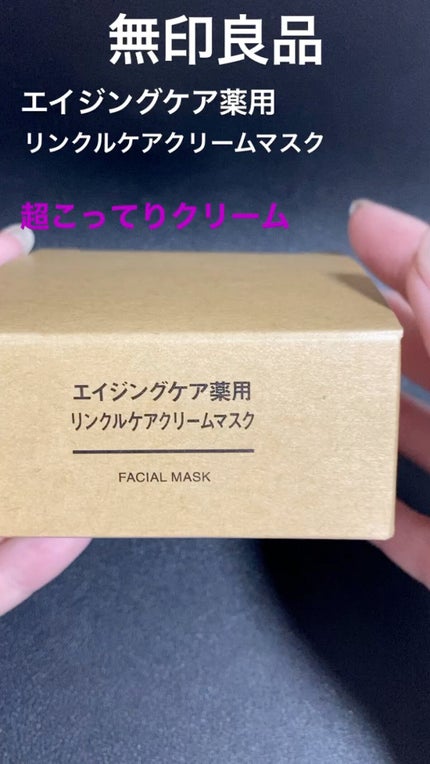 無印良品
エイジングケア薬用
リンクルケアクリームマスク
超こってりクリーム
エイジングケア薬用
リンクルケアクリームマスク
FACIAL MASK